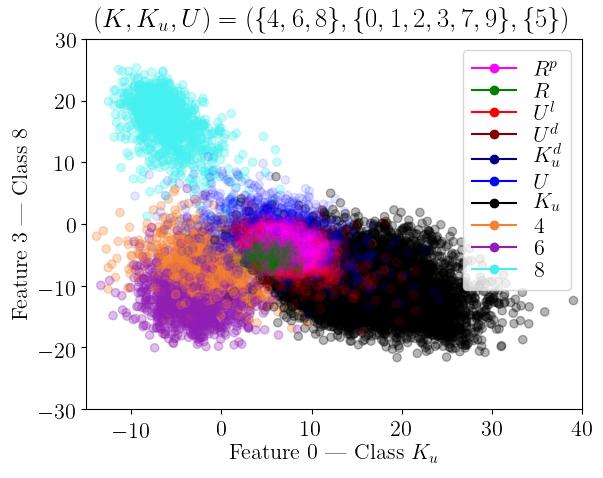 (K, K_u, U) = ({4, 6, 8}, {0, 1, 2, 3, 7, 9}, {5})
30
20
10
0
−10
−20
−30
Feature 3 — Class 8
R^p
R
U^l
U^d
K_u^d
U
K_u
4
6
8
−10 0 10 20 30 40
Feature 0 — Class K_u